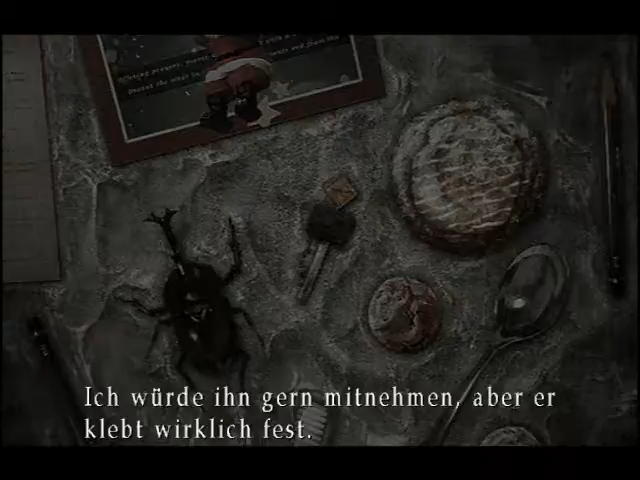 Ich würde ihn gern mitnehmen, aber er
klebt wirklich fest.